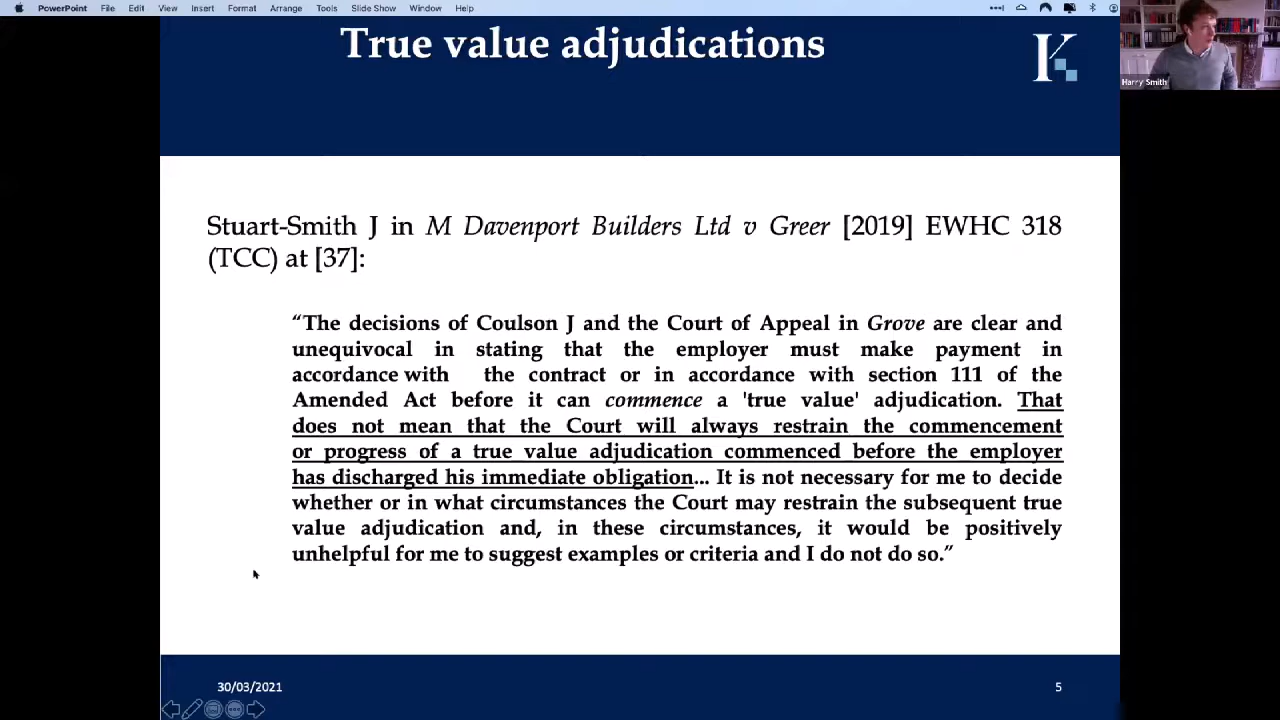 PowerPoint File Edit View Insert Format Arrange Tools Slide Show Window Help
True value adjudications
K
Harry Smith
Stuart-Smith J in M Davenport Builders Ltd v Greer [2019] EWHC 318
(TCC) at [37]:
“The decisions of Coulson J and the Court of Appeal in Grove are clear and
unequivocal in stating that the employer must make payment in
accordance with the contract or in accordance with section 111 of the
Amended Act before it can commence a 'true value' adjudication. That
does not mean that the Court will always restrain the commencement
or progress of a true value adjudication commenced before the employer
has discharged his immediate obligation... It is not necessary for me to decide
whether or in what circumstances the Court may restrain the subsequent true
value adjudication and, in these circumstances, it would be positively
unhelpful for me to suggest examples or criteria and I do not do so.”
30/03/2021
5